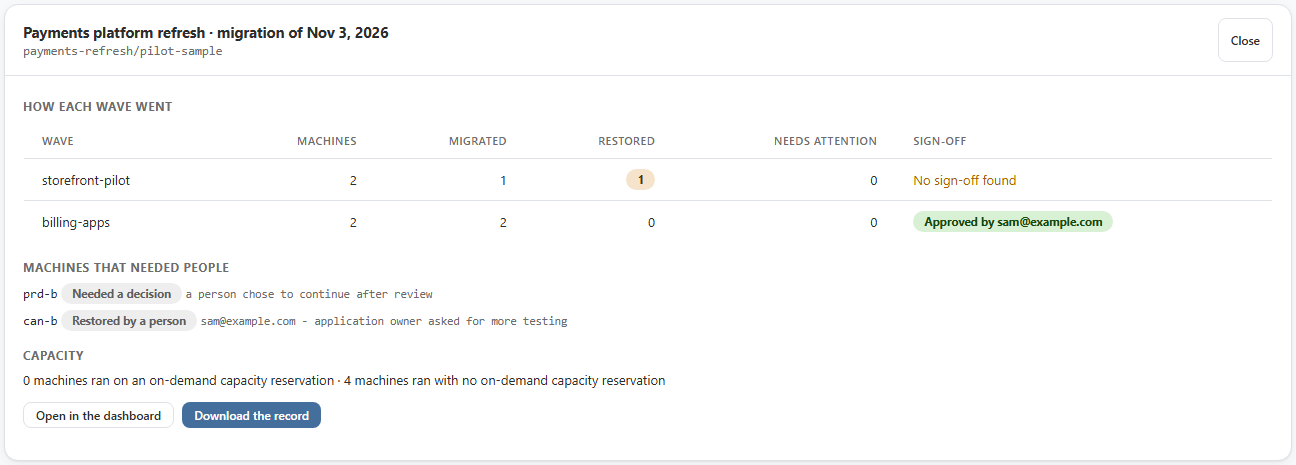 Payments platform refresh · migration of Nov 3, 2026
payments-refresh/pilot-sample
Close
HOW EACH WAVE WENT
WAVE MACHINES MIGRATED RESTORED NEEDS ATTENTION SIGN-OFF
storefront-pilot 2 1 1 0 No sign-off found
billing-apps 2 2 0 0 Approved by sam@example.com
MACHINES THAT NEEDED PEOPLE
prd-b Needed a decision a person chose to continue after review
can-b Restored by a person sam@example.com - application owner asked for more testing
CAPACITY
0 machines ran on an on-demand capacity reservation · 4 machines ran with no on-demand capacity reservation
Open in the dashboard Download the record